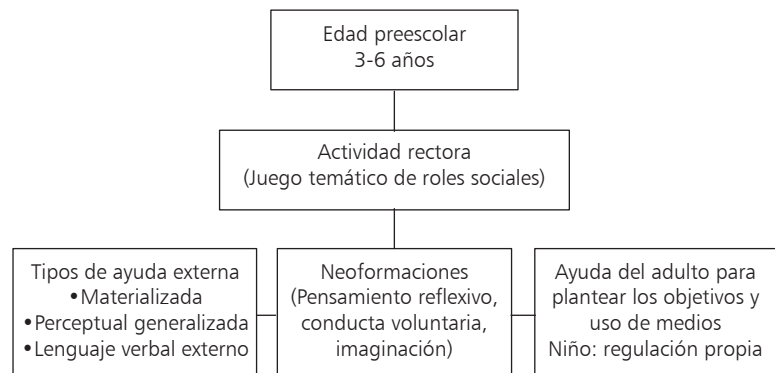 Edad preescolar
3-6 años
Actividad rectora
(Juego temático de roles sociales)
Tipos de ayuda externa
•Materializada
•Perceptual generalizada
•Lenguaje verbal externo
Neoformaciones
(Pensamiento reflexivo,
conducta voluntaria,
imaginación)
Ayuda del adulto para
plantear los objetivos y
uso de medios
Niño: regulación propia